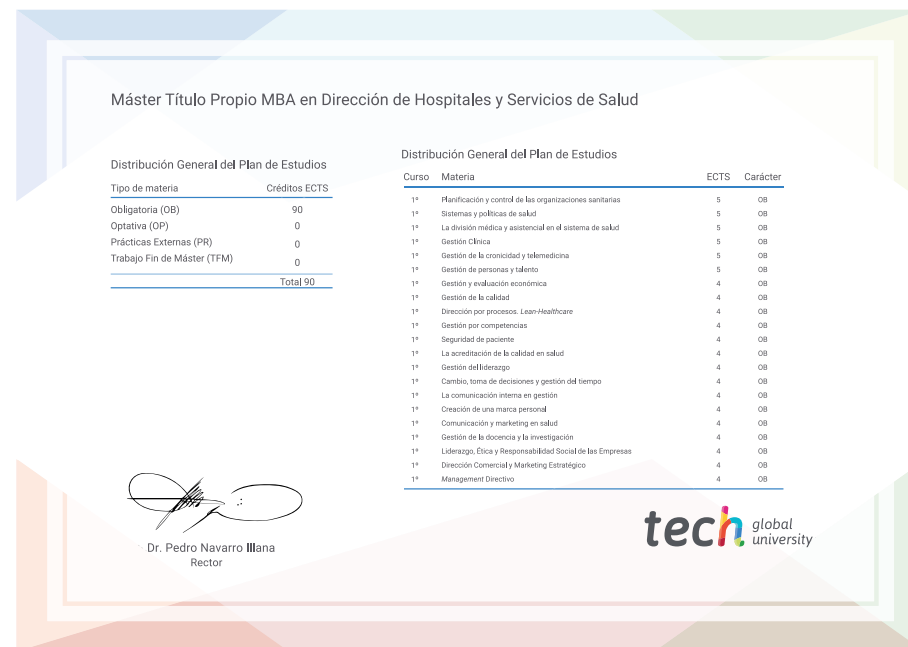 Máster Título Propio MBA en Dirección de Hospitales y Servicios de Salud
Distribución General del Plan de Estudios
Tipo de materia Créditos ECTS
Obligatoria (OB) 90
Optativa (OP) 0
Prácticas Externas (PR) 0
Trabajo Fin de Máster (TFM) 0
Total 90
Distribución General del Plan de Estudios
Curso Materia ECTS Carácter
1º Planificación y control de las organizaciones sanitarias 5 OB
1º Sistemas y políticas de salud 5 OB
1º La división médica y asistencial en el sistema de salud 5 OB
1º Gestión Clínica 5 OB
1º Gestión de la cronicidad y telemedicina 5 OB
1º Gestión de personas y talento 5 OB
1º Gestión y evaluación económica 4 OB
1º Gestión de la calidad 4 OB
1º Dirección por procesos. Lean-Healthcare 4 OB
1º Gestión por competencias 4 OB
1º Seguridad de paciente 4 OB
1º La acreditación de la calidad en salud 4 OB
1º Gestión del liderazgo 4 OB
1º Cambio, toma de decisiones y gestión del tiempo 4 OB
1º La comunicación interna en gestión 4 OB
1º Creación de una marca personal 4 OB
1º Comunicación y marketing en salud 4 OB
1º Gestión de la docencia y la investigación 4 OB
1º Liderazgo, Ética y Responsabilidad Social de las Empresas 4 OB
1º Dirección Comercial y Marketing Estratégico 4 OB
1º Management Directivo 4 OB
Dr. Pedro Navarro Illana
Rector
tech global
university